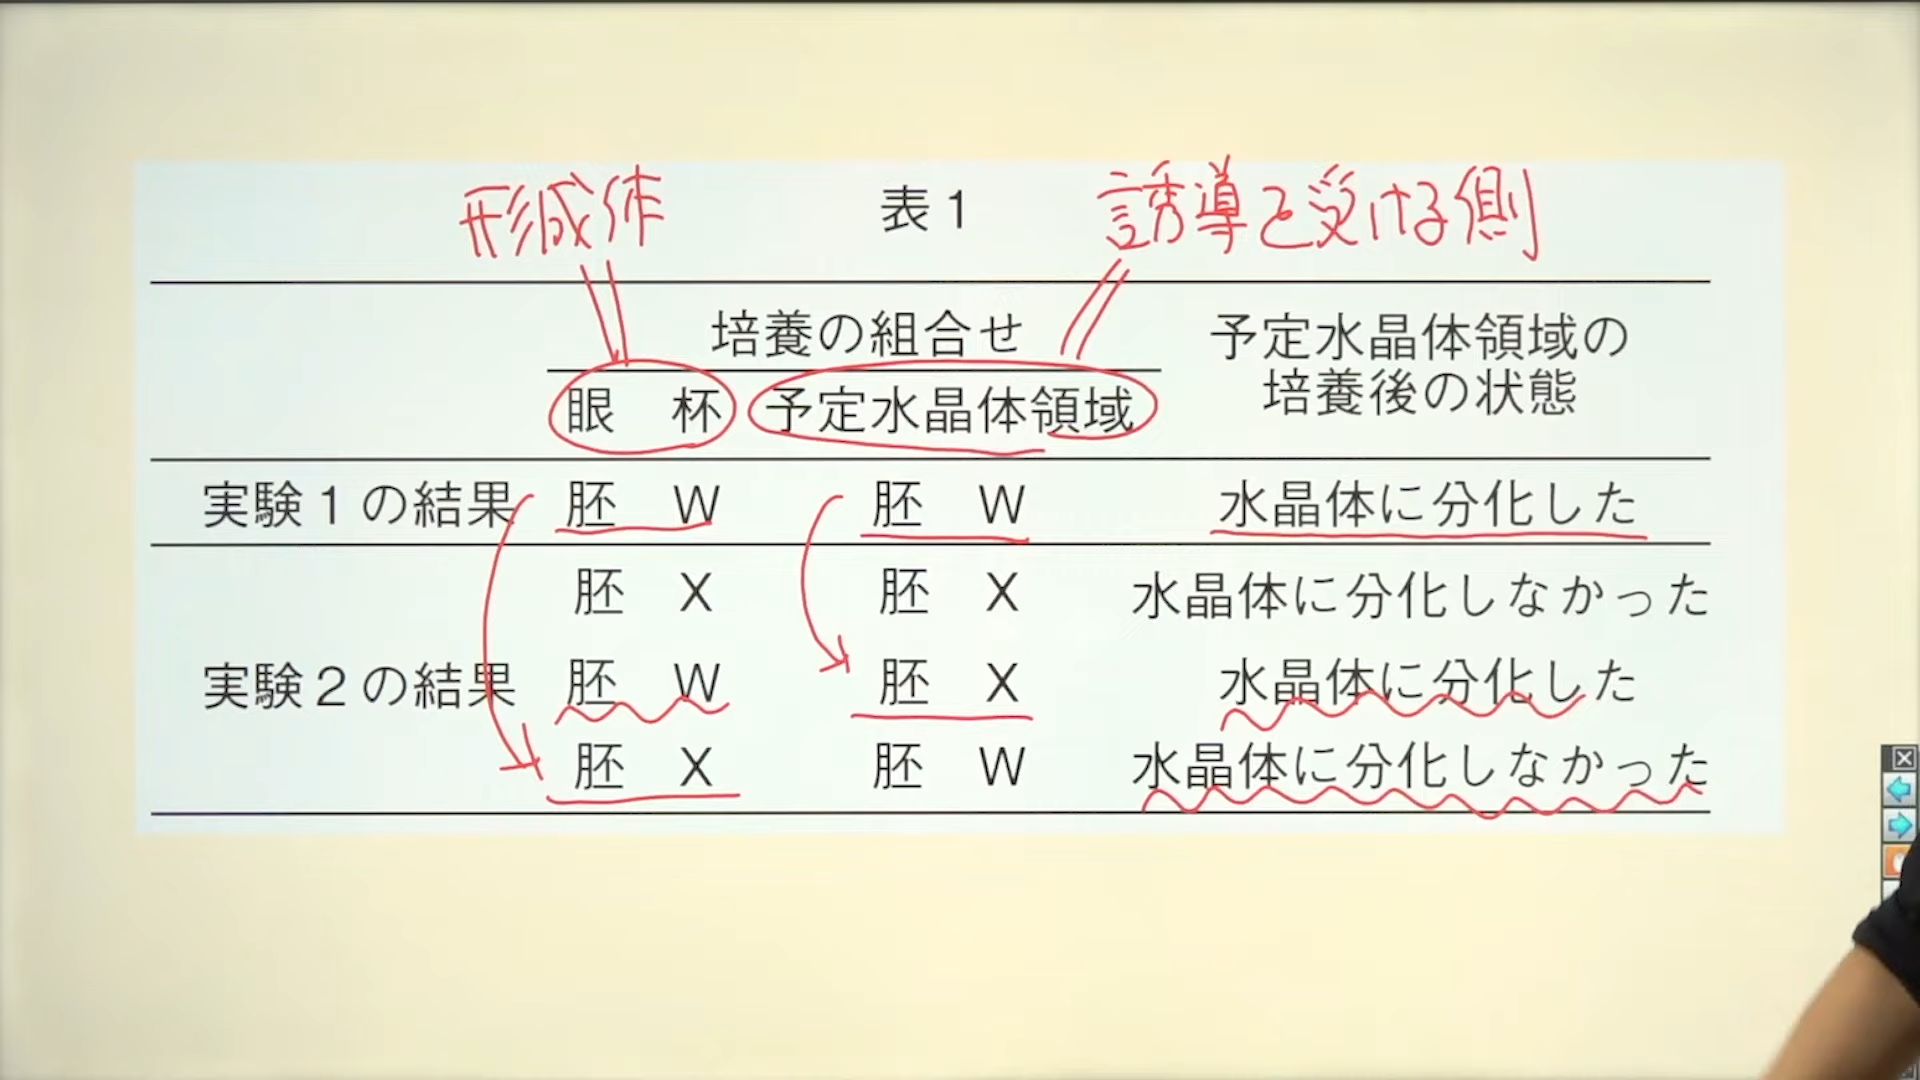 形成体 表1 誘導を受ける側
培養の組合せ 予定水晶体領域の
培養後の状態
眼 杯 予定水晶体領域
実験1の結果 胚 W 胚 W 水晶体に分化した
胚 X 胚 X 水晶体に分化しなかった
実験2の結果 胚 W 胚 X 水晶体に分化した
胚 X 胚 W 水晶体に分化しなかった